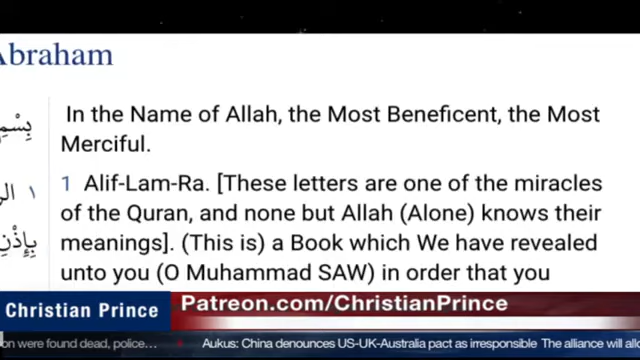 Abraham
بِسْمِ
In the Name of Allah, the Most Beneficent, the Most
Merciful.
١ الر
1 Alif-Lam-Ra. [These letters are one of the miracles
of the Quran, and none but Allah (Alone) knows their
بِإِذْنِ
meanings]. (This is) a Book which We have revealed
unto you (O Muhammad SAW) in order that you
Christian Prince
Patreon.com/ChristianPrince
on were found dead, police... Aukus: China denounces US-UK-Australia pact as irresponsible The alliance will all